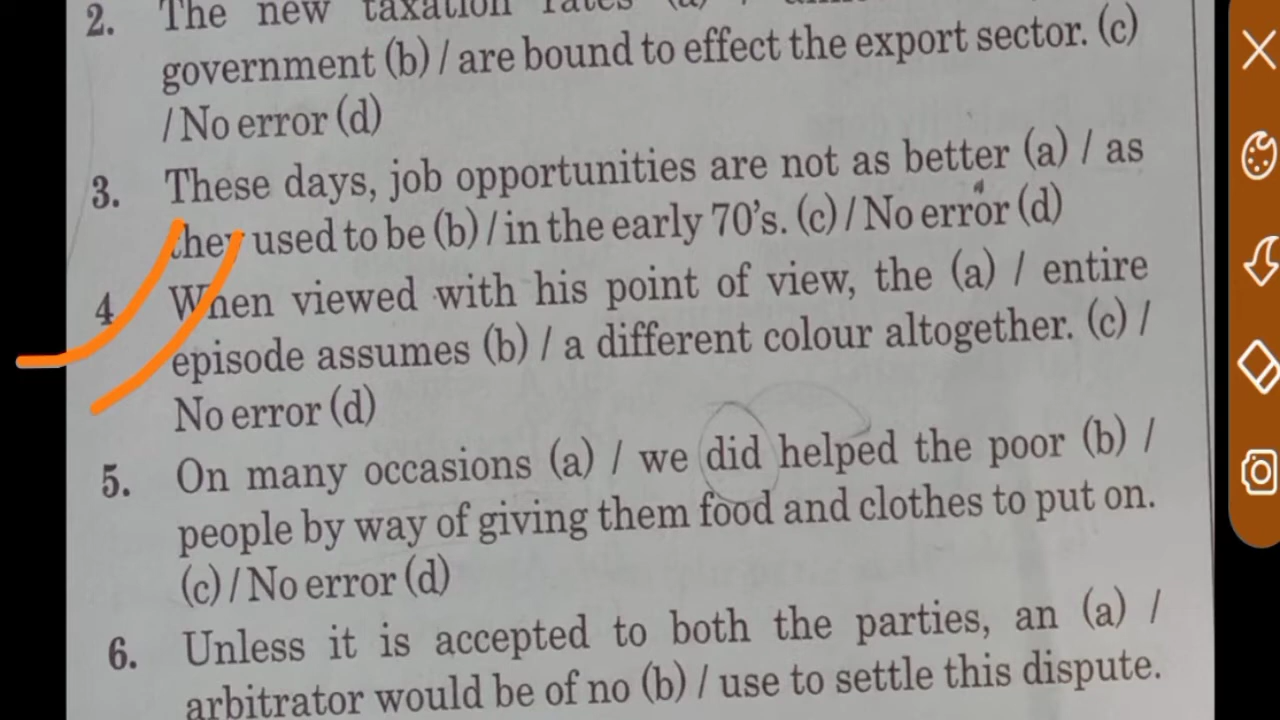 2. The new taxation rates (a) /
government (b) / are bound to effect the export sector. (c)
/ No error (d)
3. These days, job opportunities are not as better (a) / as
they used to be (b) / in the early 70's. (c) / No error (d)
4 When viewed with his point of view, the (a) / entire
episode assumes (b) / a different colour altogether. (c) /
No error (d)
5. On many occasions (a) / we did helped the poor (b) /
people by way of giving them food and clothes to put on.
(c) / No error (d)
6. Unless it is accepted to both the parties, an (a) /
arbitrator would be of no (b) / use to settle this dispute.